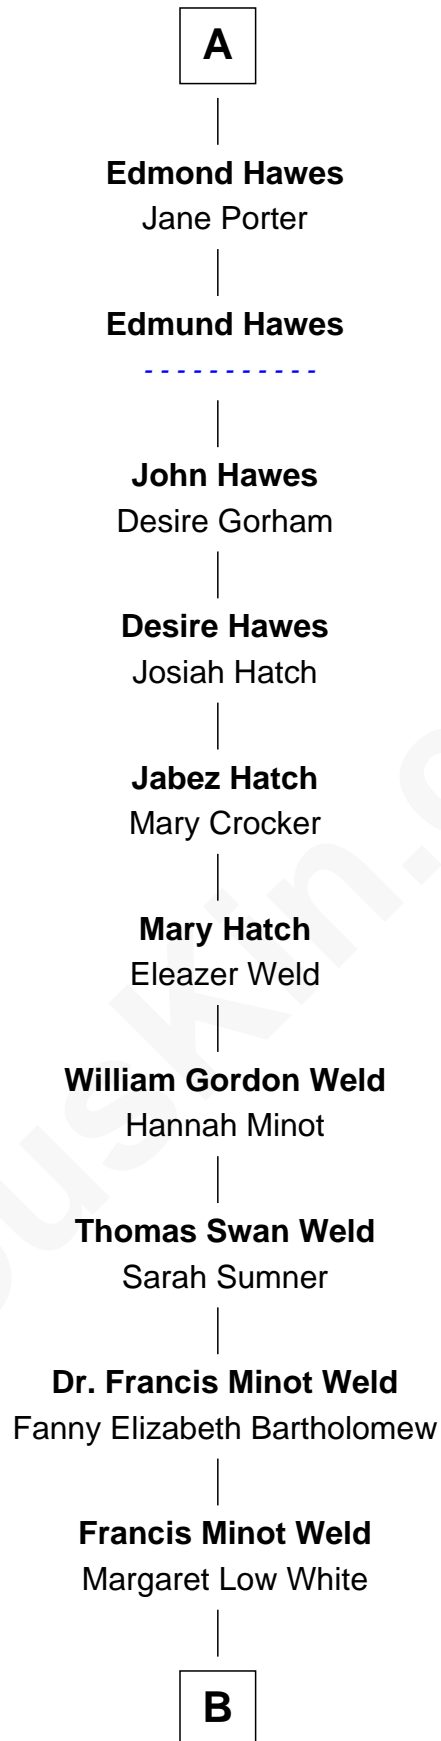 A
Edmond Hawes
Jane Porter
Edmund Hawes
- - - - - - - - - - -
John Hawes
Desire Gorham
Desire Hawes
Josiah Hatch
Jabez Hatch
Mary Crocker
Mary Hatch
Eleazer Weld
William Gordon Weld
Hannah Minot
Thomas Swan Weld
Sarah Sumner
Dr. Francis Minot Weld
Fanny Elizabeth Bartholomew
Francis Minot Weld
Margaret Low White
B